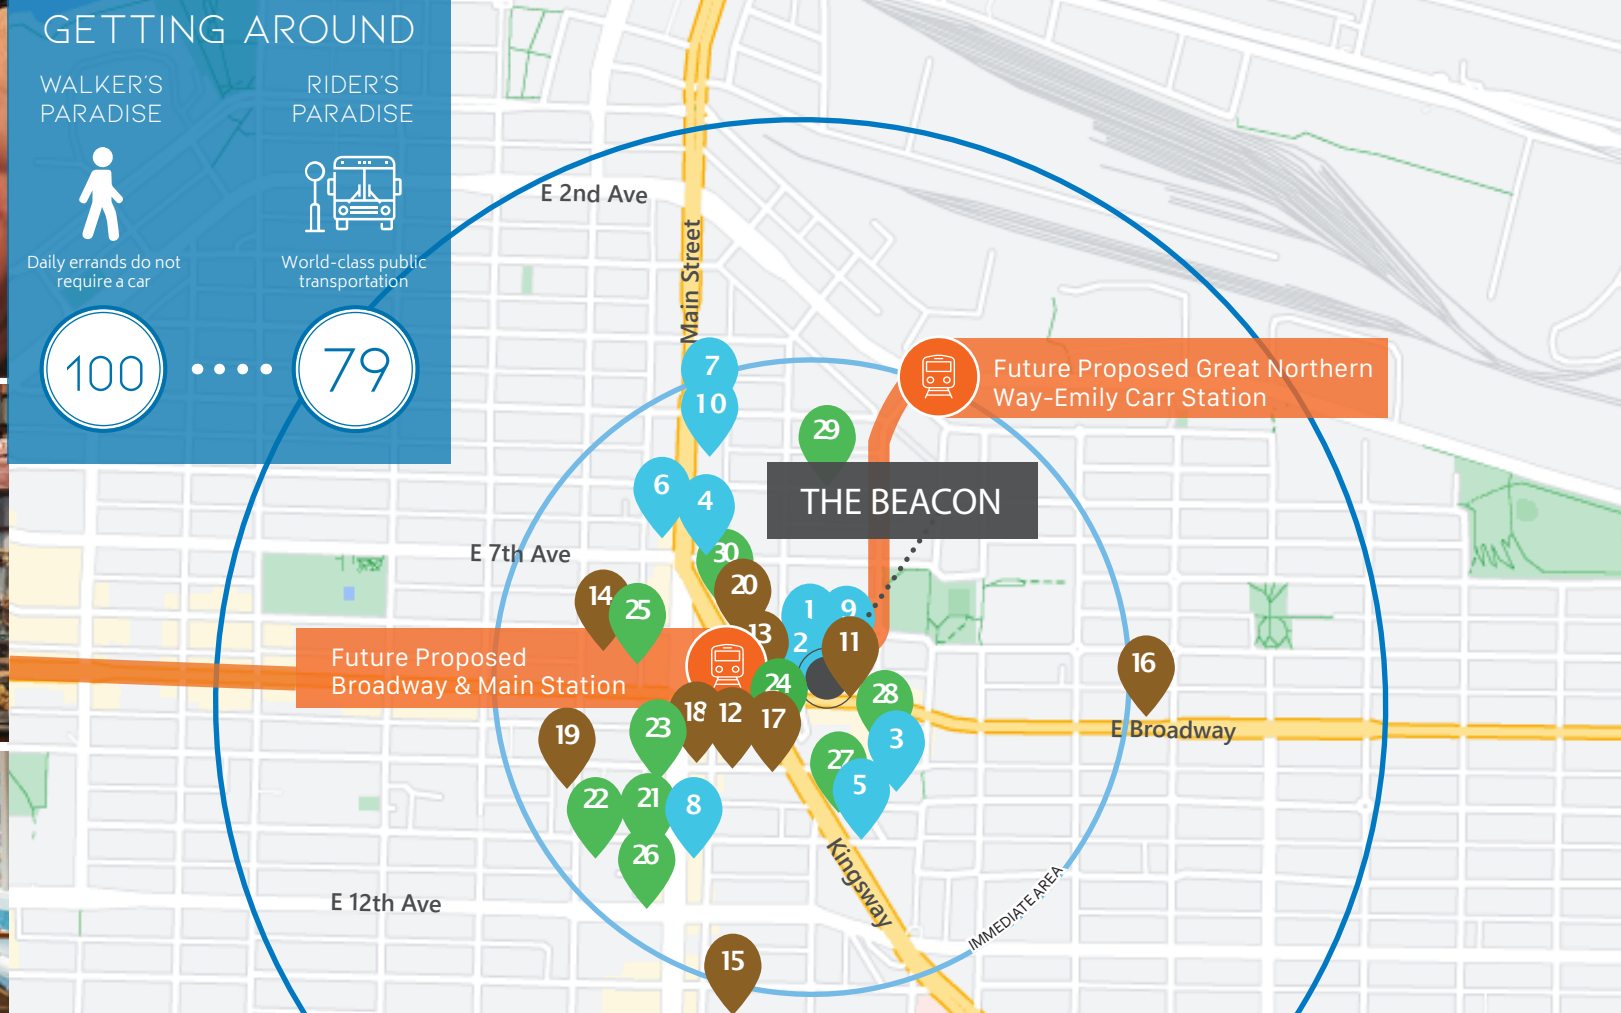 GETTING AROUND
WALKER'S
PARADISE
RIDER'S
PARADISE
Daily errands do not
require a car
World-class public
transportation
100
79
E 2nd Ave
Main Street
7
10
Future Proposed Great Northern
Way-Emily Carr Station
29
6
4
THE BEACON
E 7th Ave
30
20
14
25
1
9
13
2
11
Future Proposed
Broadway & Main Station
16
24
28
18
12
17
23
19
3
E Broadway
27
5
22
21
8
26
Kingsway
E 12th Ave
IMMEDIATE AREA
15